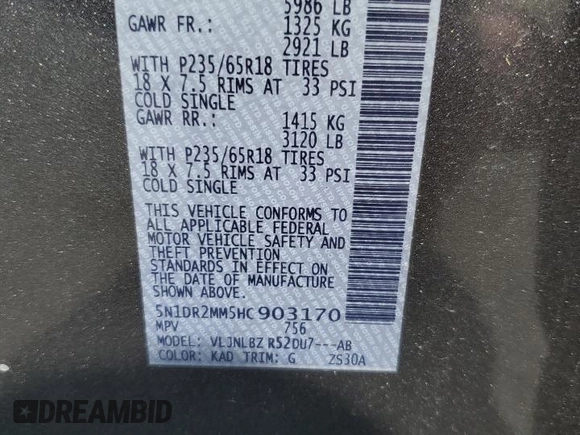 5986 LB
GAWR FR.: 1325 KG
2921 LB
WITH P235/65R18 TIRES
18 X 7.5 RIMS AT 33 PSI
COLD SINGLE
GAWR RR.: 1415 KG
3120 LB
WITH P235/65R18 TIRES
18 X 7.5 RIMS AT 33 PSI
COLD SINGLE
THIS VEHICLE CONFORMS TO
ALL APPLICABLE FEDERAL
MOTOR VEHICLE SAFETY AND
THEFT PREVENTION
STANDARDS IN EFFECT ON
THE DATE OF MANUFACTURE
SHOWN ABOVE.
5N1DR2MM5HC903170
MPV 756
MODEL: VLJNLBZ R52DU7---AB
COLOR: KAD TRIM: G ZS30A
DREAMBID